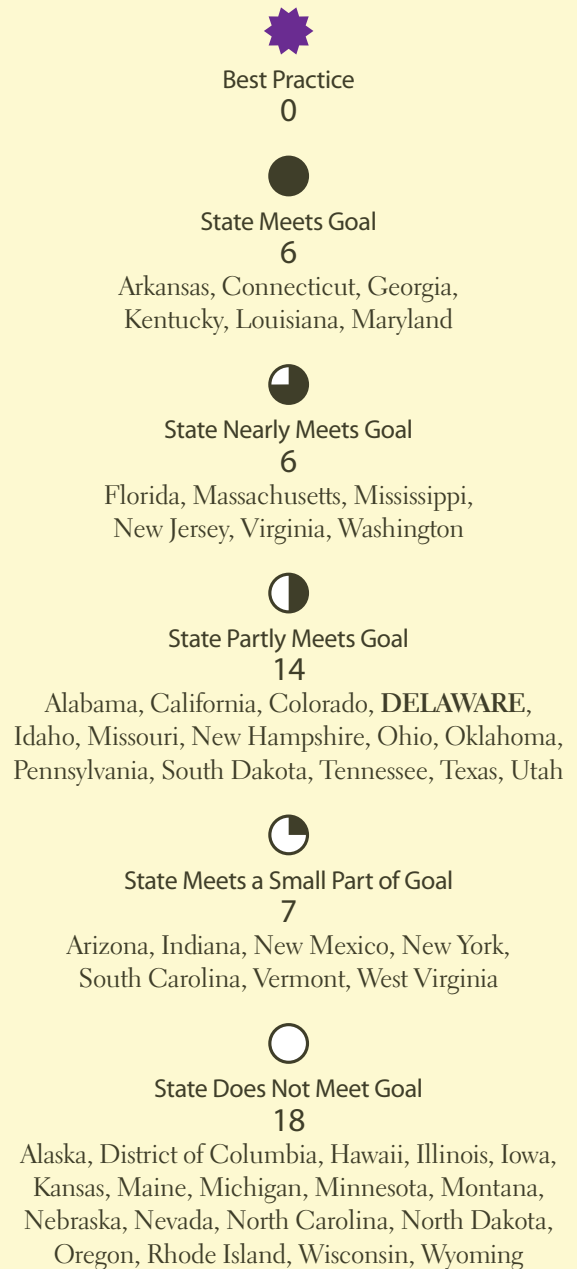 Best Practice
0
State Meets Goal
6
Arkansas, Connecticut, Georgia,
Kentucky, Louisiana, Maryland
State Nearly Meets Goal
6
Florida, Massachusetts, Mississippi,
New Jersey, Virginia, Washington
State Partly Meets Goal
14
Alabama, California, Colorado, DELAWARE,
Idaho, Missouri, New Hampshire, Ohio, Oklahoma,
Pennsylvania, South Dakota, Tennessee, Texas, Utah
State Meets a Small Part of Goal
7
Arizona, Indiana, New Mexico, New York,
South Carolina, Vermont, West Virginia
State Does Not Meet Goal
18
Alaska, District of Columbia, Hawaii, Illinois, Iowa,
Kansas, Maine, Michigan, Minnesota, Montana,
Nebraska, Nevada, North Carolina, North Dakota,
Oregon, Rhode Island, Wisconsin, Wyoming